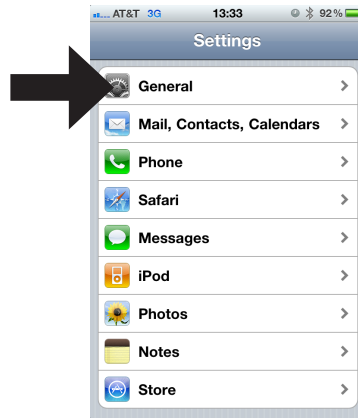 AT&T 3G 13:33 92%
Settings
General
Mail, Contacts, Calendars
Phone
Safari
Messages
iPod
Photos
Notes
Store